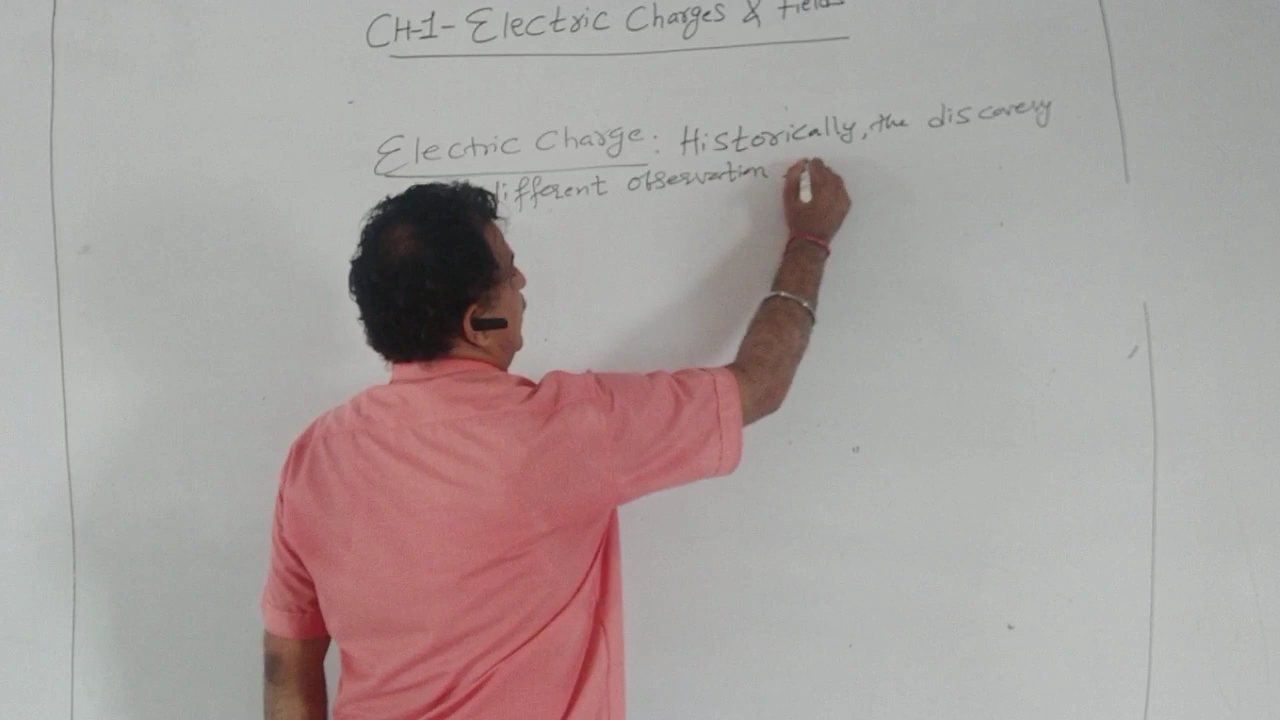 CH-1- Electric Charges & Fields
Electric Charge: Historically, the discovery
different observation